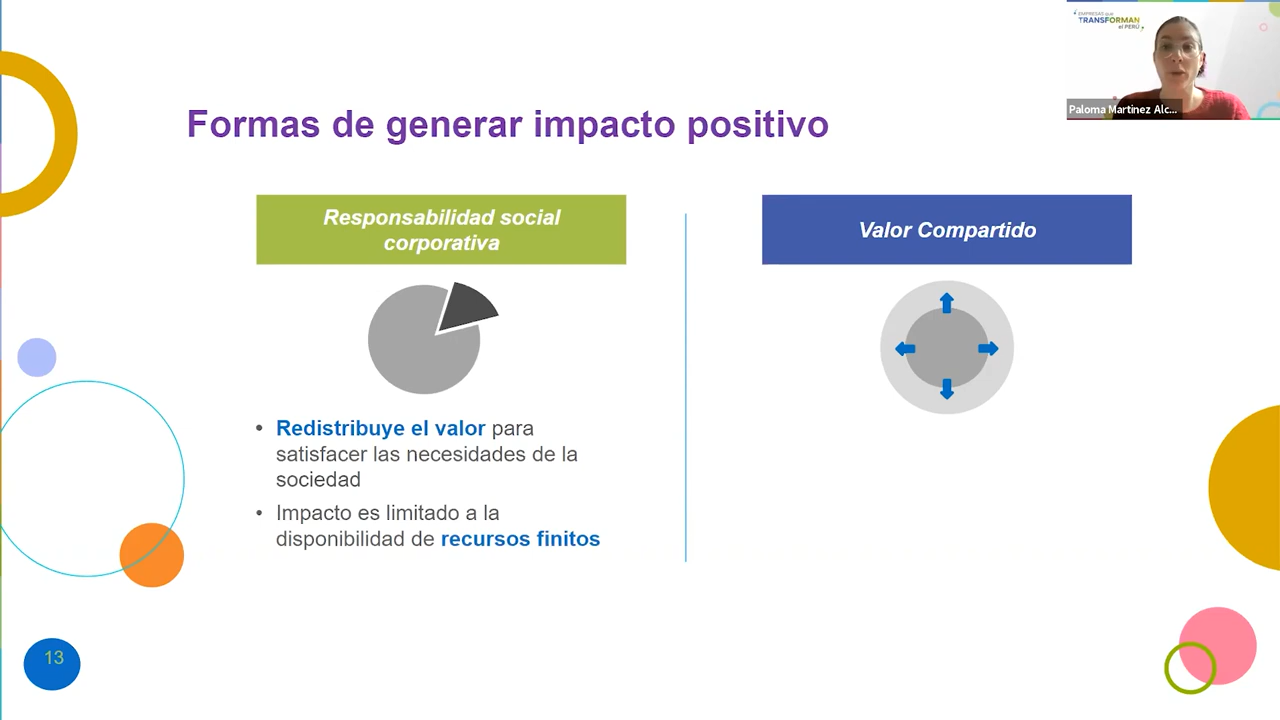 EMPRESAS que
TRANSFORMAN
el PERÚ
Paloma Martinez Alc...
Formas de generar impacto positivo
Responsabilidad social
corporativa
Valor Compartido
• Redistribuye el valor para
satisfacer las necesidades de la
sociedad
• Impacto es limitado a la
disponibilidad de recursos finitos
13